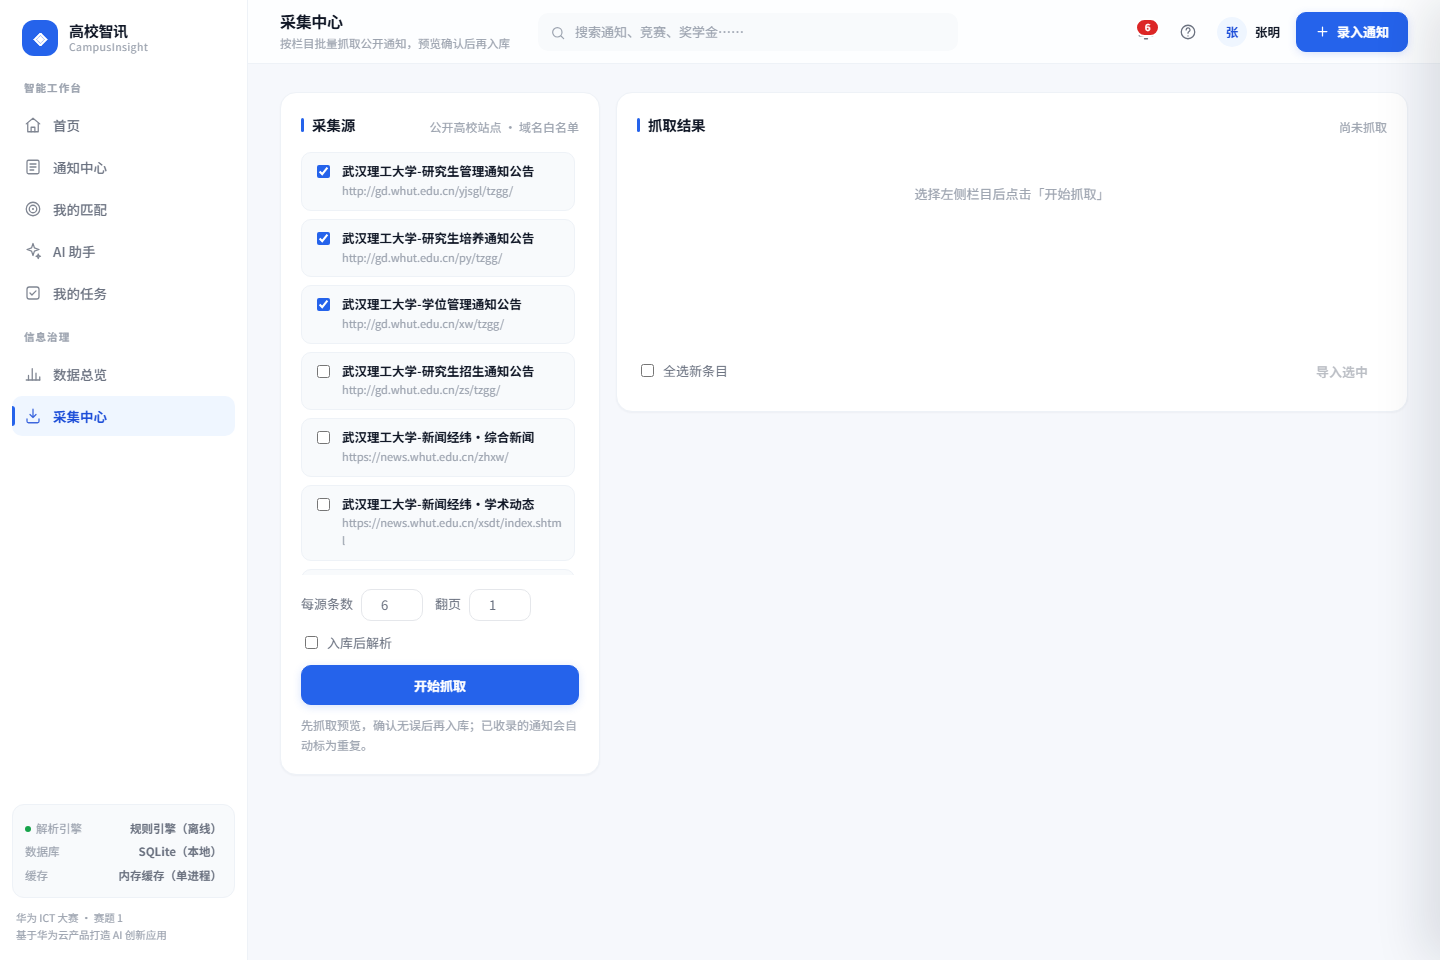 高校智讯
CampusInsight
智能工作台
首页
通知中心
我的匹配
AI 助手
我的任务
信息治理
数据总览
采集中心
解析引擎 规则引擎（离线）
数据库 SQLite（本地）
缓存 内存缓存（单进程）
华为 ICT 大赛 · 赛题 1
基于华为云产品打造 AI 创新应用
采集中心
按栏目批量抓取公开通知，预览确认后再入库
搜索通知、竞赛、奖学金……
6
张 张明
录入通知
采集源 公开高校站点 · 域名白名单
武汉理工大学-研究生管理通知公告
http://gd.whut.edu.cn/yjsgl/tzgg/
武汉理工大学-研究生培养通知公告
http://gd.whut.edu.cn/py/tzgg/
武汉理工大学-学位管理通知公告
http://gd.whut.edu.cn/xw/tzgg/
武汉理工大学-研究生招生通知公告
http://gd.whut.edu.cn/zs/tzgg/
武汉理工大学-新闻经纬·综合新闻
https://news.whut.edu.cn/zhxw/
武汉理工大学-新闻经纬·学术动态
https://news.whut.edu.cn/xsdt/index.shtm
l
每源条数 6 翻页 1
入库后解析
开始抓取
先抓取预览，确认无误后再入库；已收录的通知会自
动标为重复。
抓取结果 尚未抓取
选择左侧栏目后点击「开始抓取」
全选新条目 导入选中